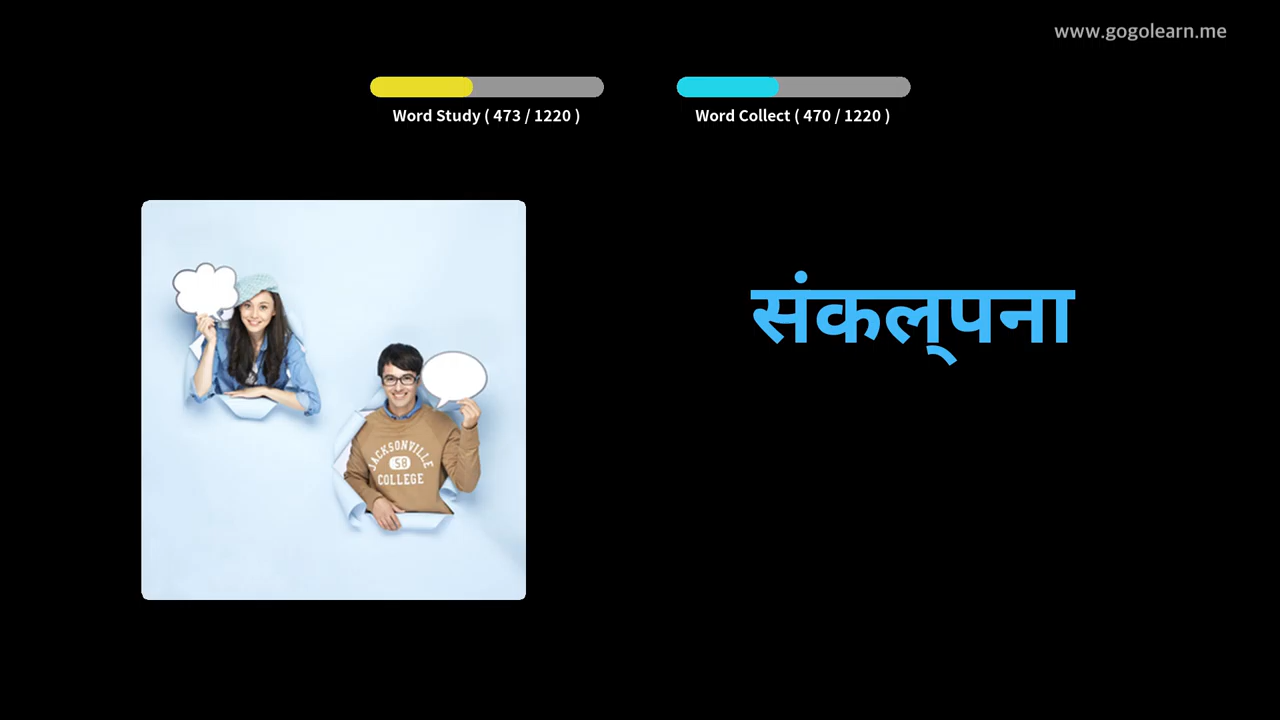 www.gogolearn.me
Word Study ( 473 / 1220 )
Word Collect ( 470 / 1220 )
संकल्‌पना
JACKSONVILLE
58
COLLEGE